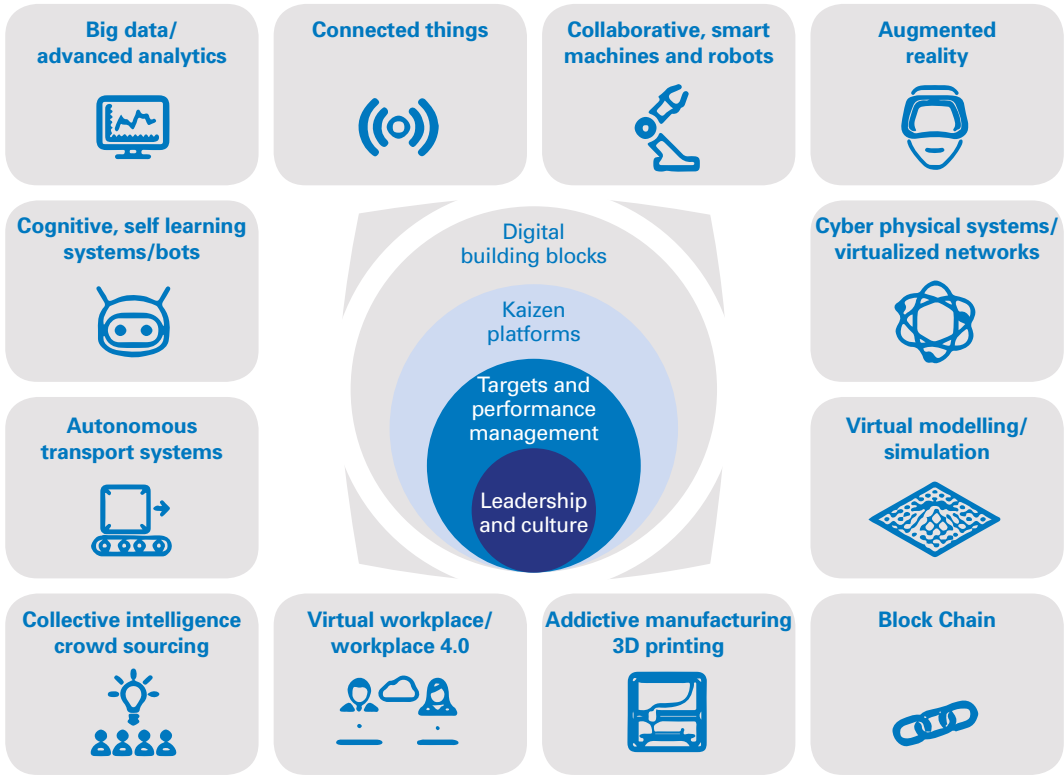 Big data/
advanced analytics
Connected things
Collaborative, smart
machines and robots
Augmented
reality
Cognitive, self learning
systems/bots
Digital
building blocks
Kaizen
platforms
Targets and
performance
management
Leadership
and culture
Cyber physical systems/
virtualized networks
Autonomous
transport systems
Virtual modelling/
simulation
Collective intelligence
crowd sourcing
Virtual workplace/
workplace 4.0
Addictive manufacturing
3D printing
Block Chain